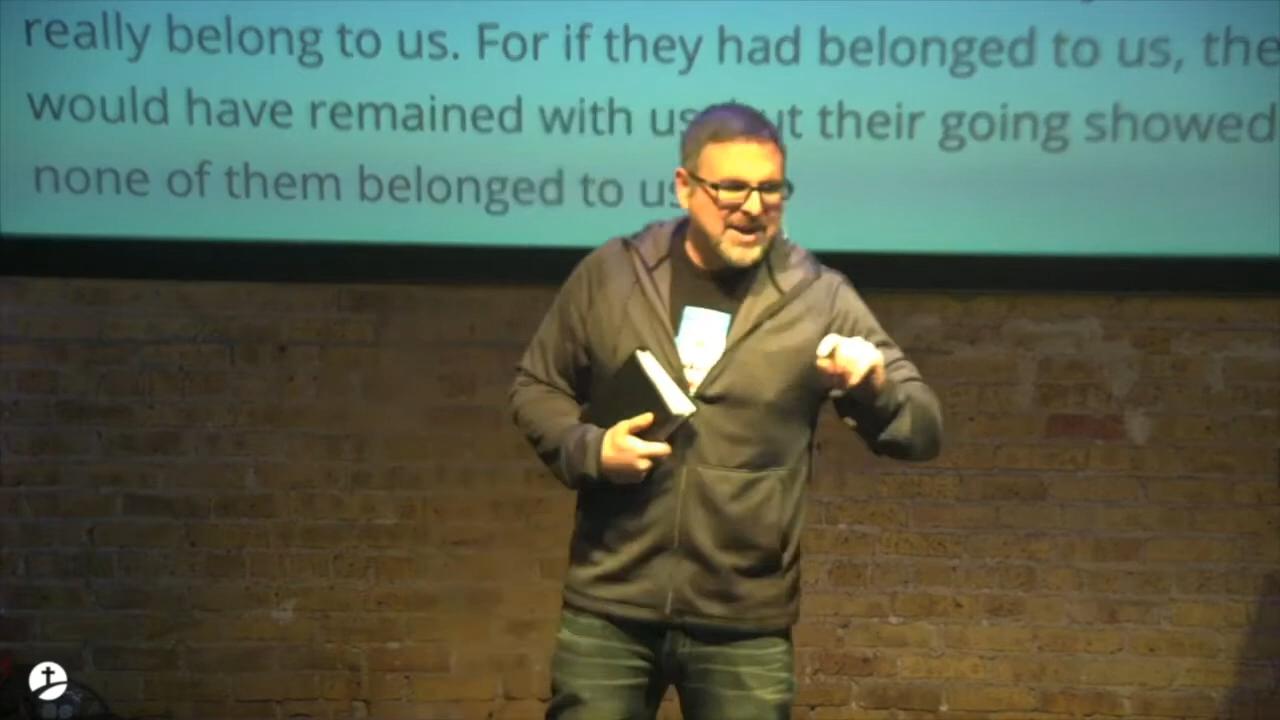 really belong to us. For if they had belonged to us, the
would have remained with us ut their going showed
none of them belonged to us